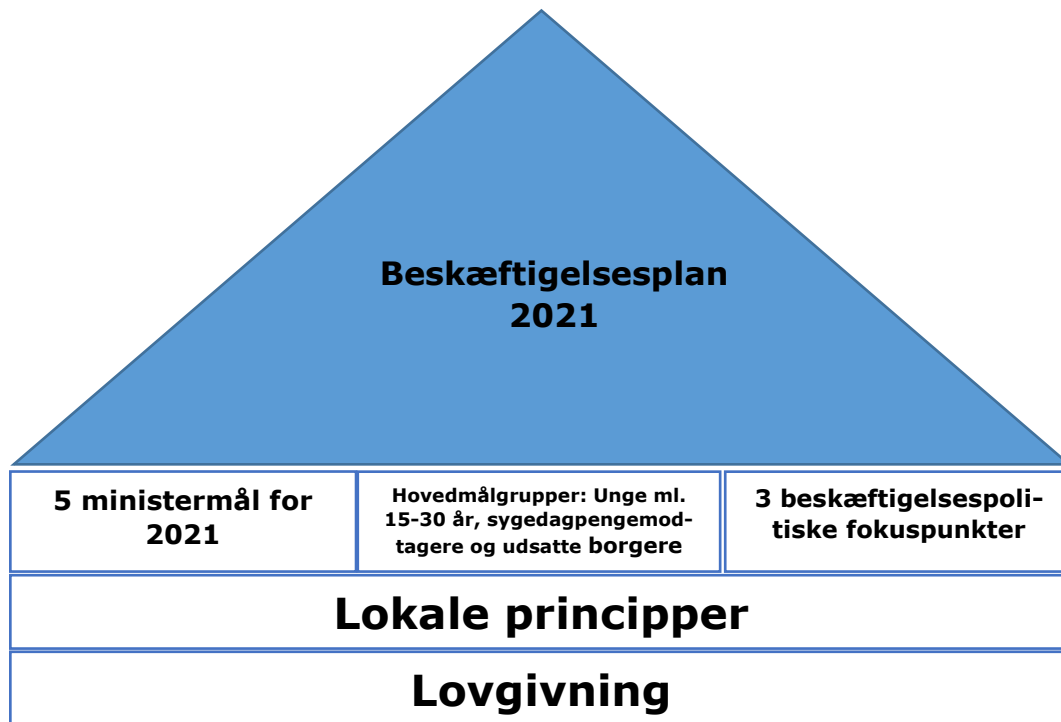 Beskæftigelsesplan
2021
5 ministermål for
2021
Hovedmålgrupper: Unge ml.
15-30 år, sygedagpengemod-
tagere og udsatte borgere
3 beskæftigelsespoli-
tiske fokuspunkter
Lokale principper
Lovgivning